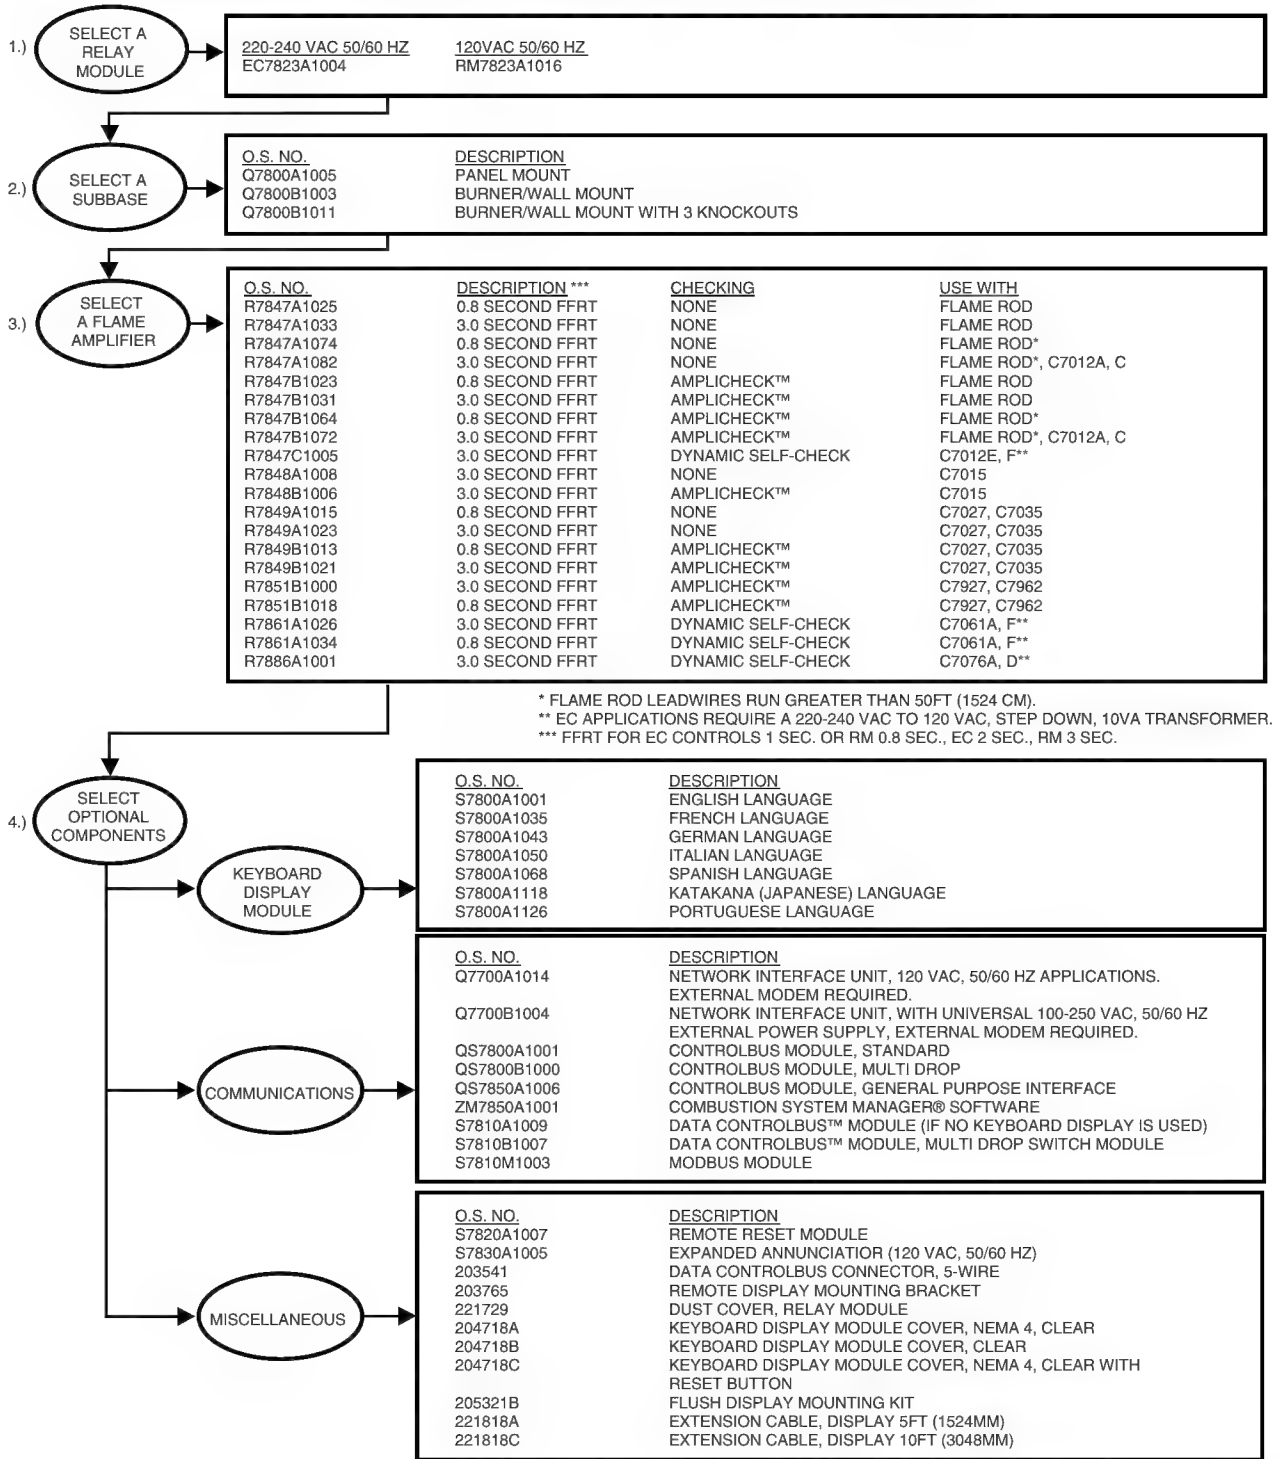 1.) SELECT A
RELAY
MODULE
220-240 VAC 50/60 HZ 120VAC 50/60 HZ
EC7823A1004 RM7823A1016
2.) SELECT A
SUBBASE
O.S. NO. DESCRIPTION
Q7800A1005 PANEL MOUNT
Q7800B1003 BURNER/WALL MOUNT
Q7800B1011 BURNER/WALL MOUNT WITH 3 KNOCKOUTS
3.) SELECT
A FLAME
AMPLIFIER
O.S. NO. DESCRIPTION *** CHECKING USE WITH
R7847A1025 0.8 SECOND FFRT NONE FLAME ROD
R7847A1033 3.0 SECOND FFRT NONE FLAME ROD
R7847A1074 0.8 SECOND FFRT NONE FLAME ROD*
R7847A1082 3.0 SECOND FFRT NONE FLAME ROD*, C7012A, C
R7847B1023 0.8 SECOND FFRT AMPLICHECK™ FLAME ROD
R7847B1031 3.0 SECOND FFRT AMPLICHECK™ FLAME ROD
R7847B1064 0.8 SECOND FFRT AMPLICHECK™ FLAME ROD*
R7847B1072 3.0 SECOND FFRT AMPLICHECK™ FLAME ROD*, C7012A, C
R7847C1005 3.0 SECOND FFRT DYNAMIC SELF-CHECK C7012E, F**
R7848A1008 3.0 SECOND FFRT NONE C7015
R7848B1006 3.0 SECOND FFRT AMPLICHECK™ C7015
R7849A1015 0.8 SECOND FFRT NONE C7027, C7035
R7849A1023 3.0 SECOND FFRT NONE C7027, C7035
R7849B1013 0.8 SECOND FFRT AMPLICHECK™ C7027, C7035
R7849B1021 3.0 SECOND FFRT AMPLICHECK™ C7027, C7035
R7851B1000 3.0 SECOND FFRT AMPLICHECK™ C7927, C7962
R7851B1018 0.8 SECOND FFRT AMPLICHECK™ C7927, C7962
R7861A1026 3.0 SECOND FFRT DYNAMIC SELF-CHECK C7061A, F**
R7861A1034 0.8 SECOND FFRT DYNAMIC SELF-CHECK C7061A, F**
R7886A1001 3.0 SECOND FFRT DYNAMIC SELF-CHECK C7076A, D**
* FLAME ROD LEADWIRES RUN GREATER THAN 50FT (1524 CM).
** EC APPLICATIONS REQUIRE A 220-240 VAC TO 120 VAC, STEP DOWN, 10VA TRANSFORMER.
*** FFRT FOR EC CONTROLS 1 SEC. OR RM 0.8 SEC., EC 2 SEC., RM 3 SEC.
4.) SELECT
OPTIONAL
COMPONENTS
KEYBOARD
DISPLAY
MODULE
O.S. NO. DESCRIPTION
S7800A1001 ENGLISH LANGUAGE
S7800A1035 FRENCH LANGUAGE
S7800A1043 GERMAN LANGUAGE
S7800A1050 ITALIAN LANGUAGE
S7800A1068 SPANISH LANGUAGE
S7800A1118 KATAKANA (JAPANESE) LANGUAGE
S7800A1126 PORTUGUESE LANGUAGE
COMMUNICATIONS
O.S. NO. DESCRIPTION
Q7700A1014 NETWORK INTERFACE UNIT, 120 VAC, 50/60 HZ APPLICATIONS.
EXTERNAL MODEM REQUIRED.
Q7700B1004 NETWORK INTERFACE UNIT, WITH UNIVERSAL 100-250 VAC, 50/60 HZ
EXTERNAL POWER SUPPLY, EXTERNAL MODEM REQUIRED.
QS7800A1001 CONTROLBUS MODULE, STANDARD
QS7800B1000 CONTROLBUS MODULE, MULTI DROP
QS7850A1006 CONTROLBUS MODULE, GENERAL PURPOSE INTERFACE
ZM7850A1001 COMBUSTION SYSTEM MANAGER® SOFTWARE
S7810A1009 DATA CONTROLBUS™ MODULE (IF NO KEYBOARD DISPLAY IS USED)
S7810B1007 DATA CONTROLBUS™ MODULE, MULTI DROP SWITCH MODULE
S7810M1003 MODBUS MODULE
MISCELLANEOUS
O.S. NO. DESCRIPTION
S7820A1007 REMOTE RESET MODULE
S7830A1005 EXPANDED ANNUNCIATIOR (120 VAC, 50/60 HZ)
203541 DATA CONTROLBUS CONNECTOR, 5-WIRE
203765 REMOTE DISPLAY MOUNTING BRACKET
221729 DUST COVER, RELAY MODULE
204718A KEYBOARD DISPLAY MODULE COVER, NEMA 4, CLEAR
204718B KEYBOARD DISPLAY MODULE COVER, CLEAR
204718C KEYBOARD DISPLAY MODULE COVER, NEMA 4, CLEAR WITH
RESET BUTTON
205321B FLUSH DISPLAY MOUNTING KIT
221818A EXTENSION CABLE, DISPLAY 5FT (1524MM)
221818C EXTENSION CABLE, DISPLAY 10FT (3048MM)